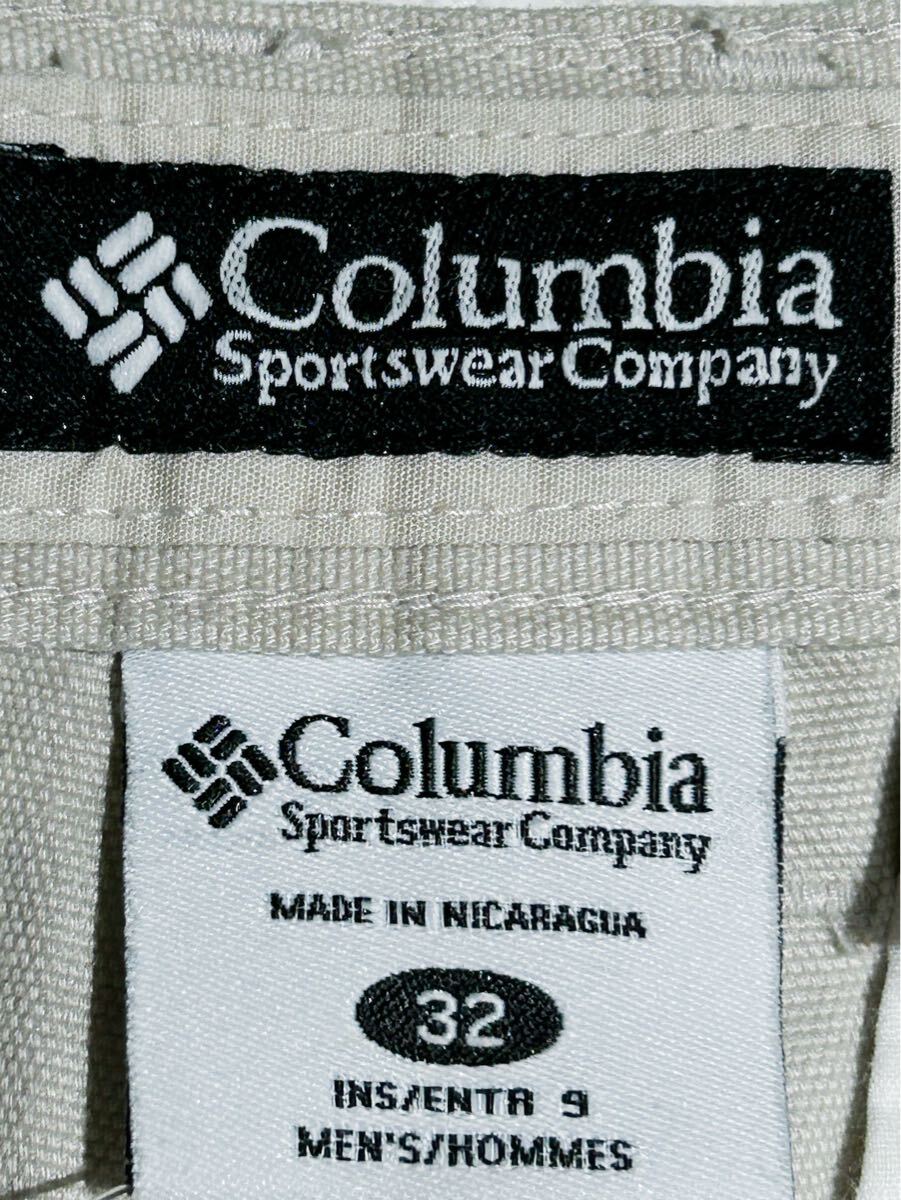 Columbia
Sportswear Company
Columbia
Sportswear Company
MADE IN NICARAGUA
32
INS/ENTR 9
MEN'S/HOMMES